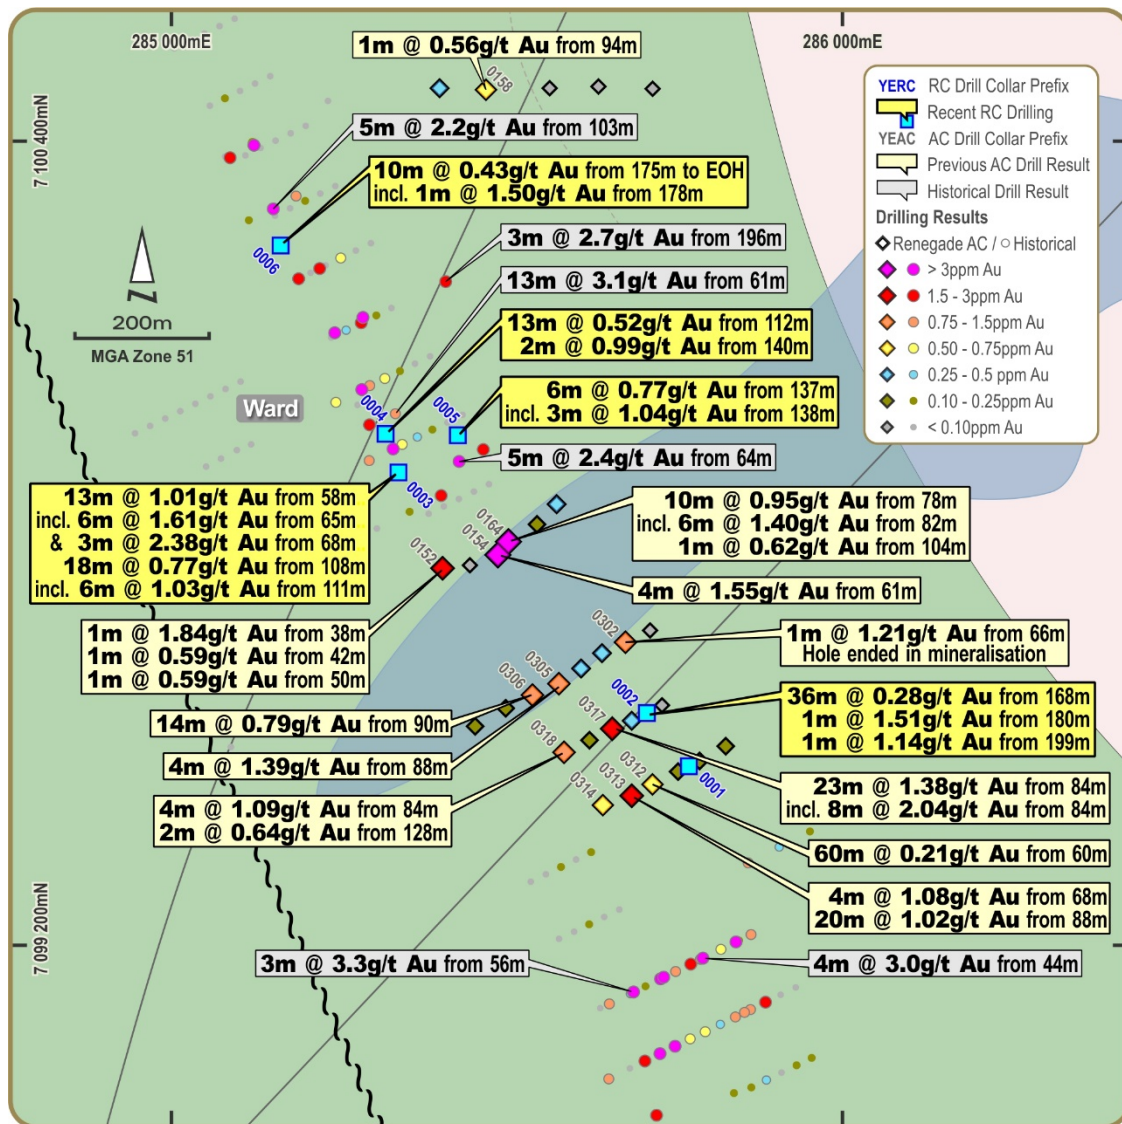 285 000mE
286 000mE
7 100 400mN
7 099 200mN
1m @ 0.56g/t Au from 94m
0158
5m @ 2.2g/t Au from 103m
10m @ 0.43g/t Au from 175m to EOH
incl. 1m @ 1.50g/t Au from 178m
0006
3m @ 2.7g/t Au from 196m
13m @ 3.1g/t Au from 61m
13m @ 0.52g/t Au from 112m
2m @ 0.99g/t Au from 140m
N
200m
MGA Zone 51
Ward
0004
0005
6m @ 0.77g/t Au from 137m
incl. 3m @ 1.04g/t Au from 138m
5m @ 2.4g/t Au from 64m
0003
13m @ 1.01g/t Au from 58m
incl. 6m @ 1.61g/t Au from 65m
& 3m @ 2.38g/t Au from 68m
18m @ 0.77g/t Au from 108m
incl. 6m @ 1.03g/t Au from 111m
0164
0154
0152
10m @ 0.95g/t Au from 78m
incl. 6m @ 1.40g/t Au from 82m
1m @ 0.62g/t Au from 104m
4m @ 1.55g/t Au from 61m
1m @ 1.84g/t Au from 38m
1m @ 0.59g/t Au from 42m
1m @ 0.59g/t Au from 50m
0302
1m @ 1.21g/t Au from 66m
Hole ended in mineralisation
0305
0306
0002
36m @ 0.28g/t Au from 168m
1m @ 1.51g/t Au from 180m
1m @ 1.14g/t Au from 199m
14m @ 0.79g/t Au from 90m
0317
0318
4m @ 1.39g/t Au from 88m
0312
0313
0314
0001
23m @ 1.38g/t Au from 84m
incl. 8m @ 2.04g/t Au from 84m
4m @ 1.09g/t Au from 84m
2m @ 0.64g/t Au from 128m
60m @ 0.21g/t Au from 60m
4m @ 1.08g/t Au from 68m
20m @ 1.02g/t Au from 88m
3m @ 3.3g/t Au from 56m
4m @ 3.0g/t Au from 44m
YERC RC Drill Collar Prefix
Recent RC Drilling
YEAC AC Drill Collar Prefix
Previous AC Drill Result
Historical Drill Result
Drilling Results
Renegade AC / Historical
> 3ppm Au
1.5 - 3ppm Au
0.75 - 1.5ppm Au
0.50 - 0.75ppm Au
0.25 - 0.5 ppm Au
0.10 - 0.25ppm Au
< 0.10ppm Au